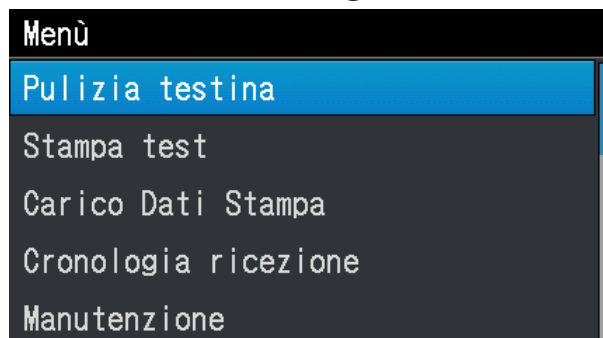 Menù
Pulizia testina
Stampa test
Carico Dati Stampa
Cronologia ricezione
Manutenzione